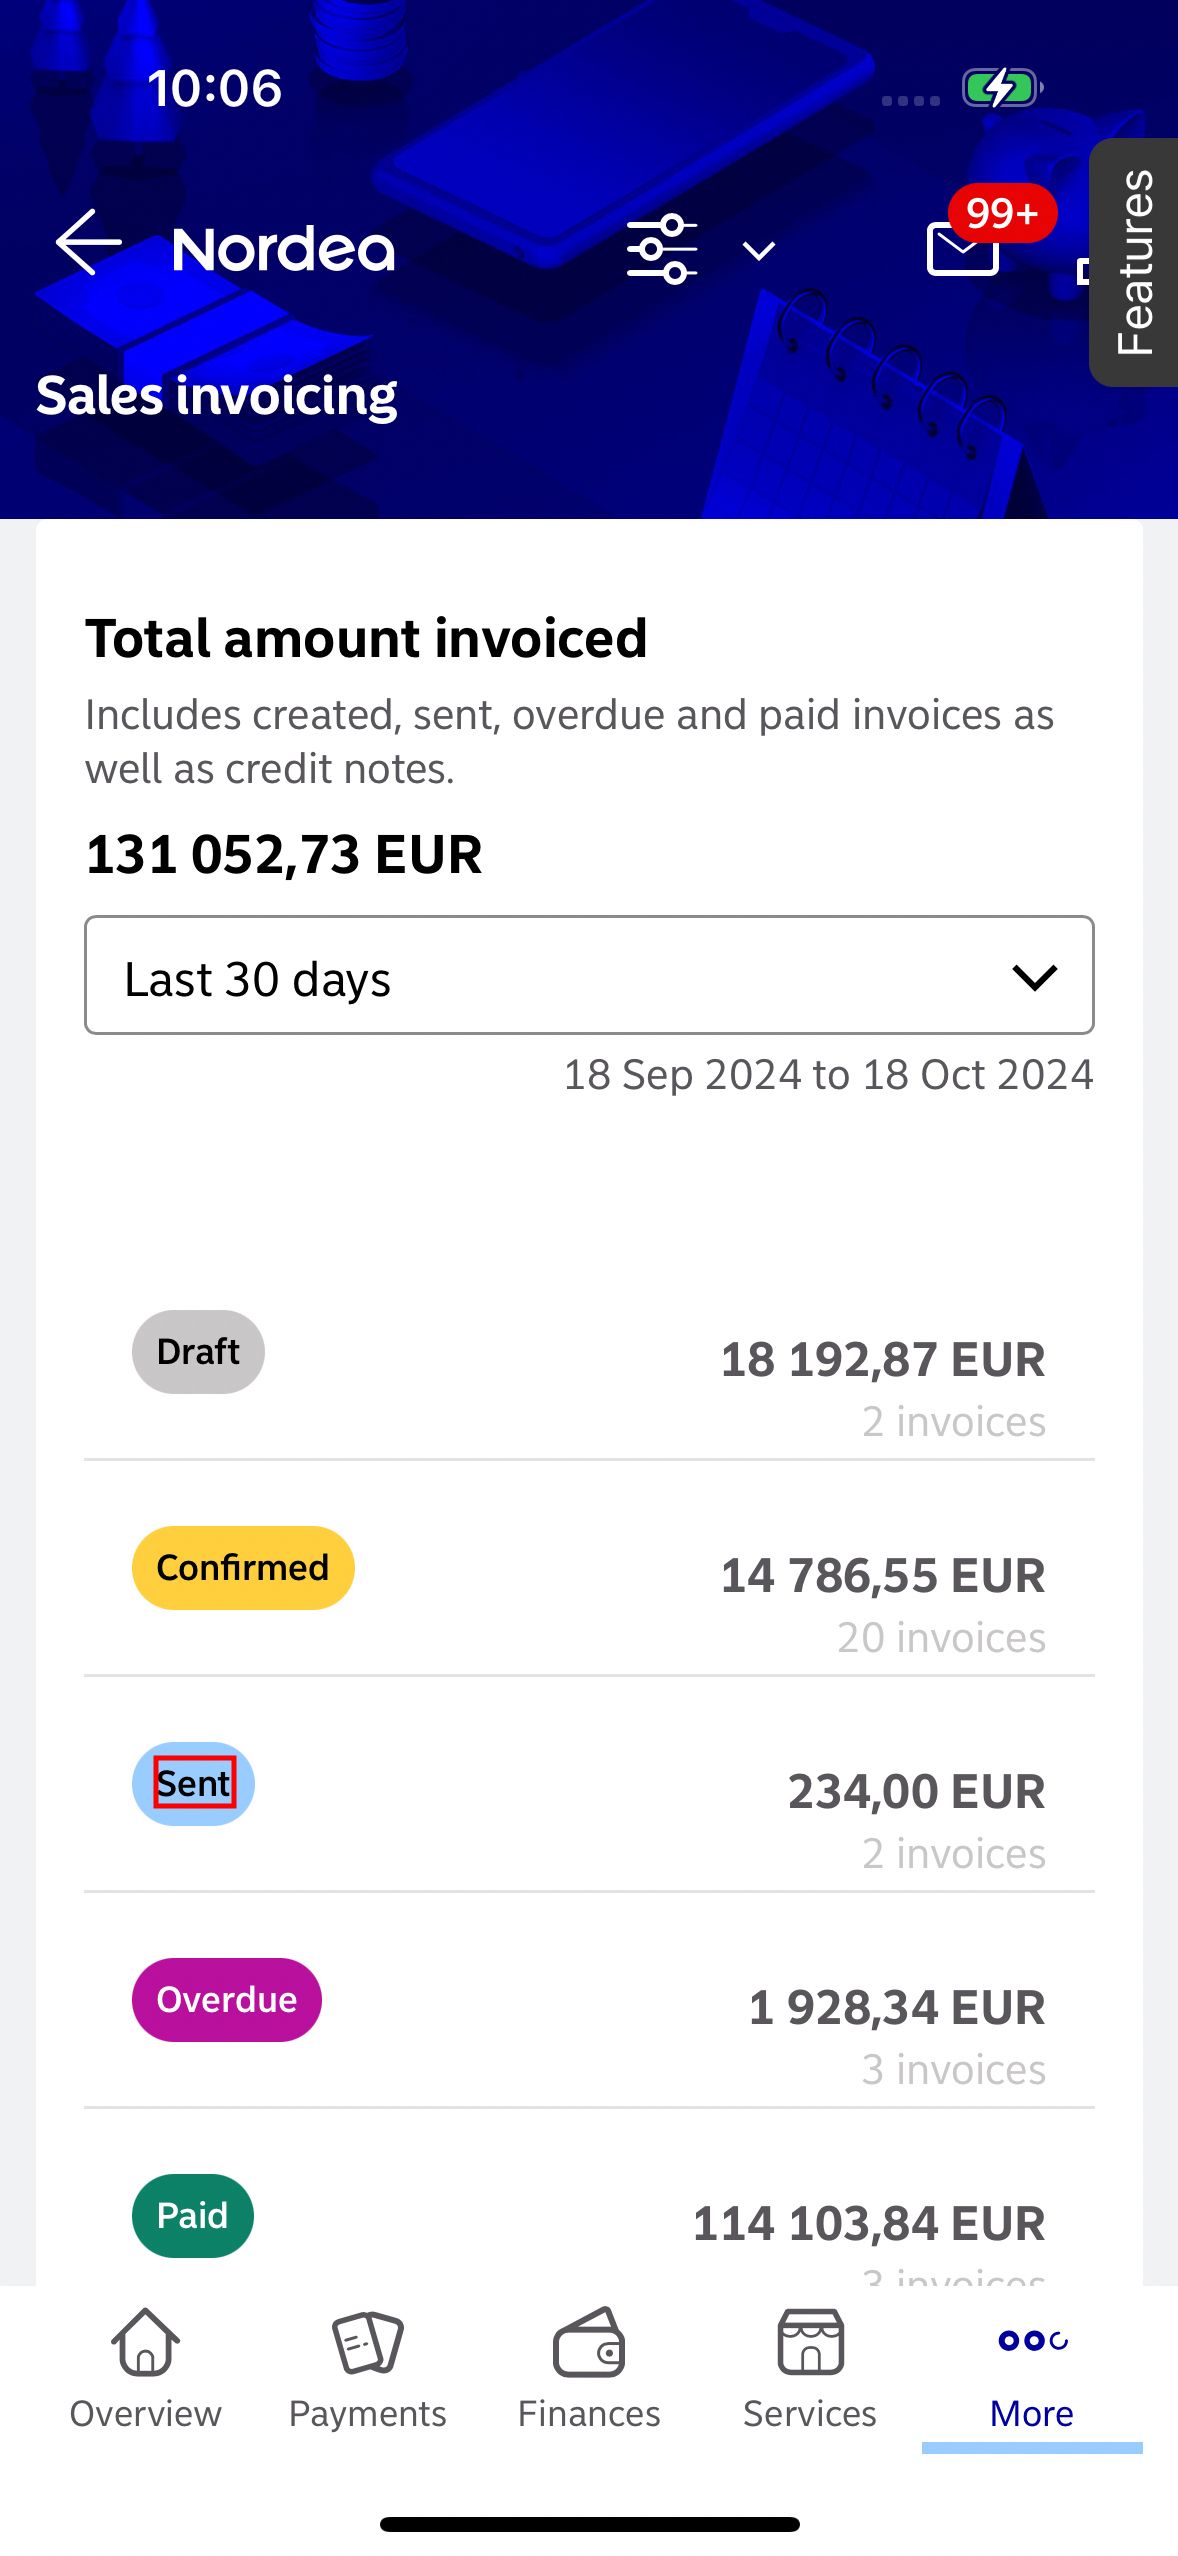 10:06
Nordea
99+
Features
Sales invoicing
Total amount invoiced
Includes created, sent, overdue and paid invoices as
well as credit notes.
131 052,73 EUR
Last 30 days
18 Sep 2024 to 18 Oct 2024
Draft
18 192,87 EUR
2 invoices
Confirmed
14 786,55 EUR
20 invoices
Sent
234,00 EUR
2 invoices
Overdue
1 928,34 EUR
3 invoices
Paid
114 103,84 EUR
3 invoices
Overview
Payments
Finances
Services
More